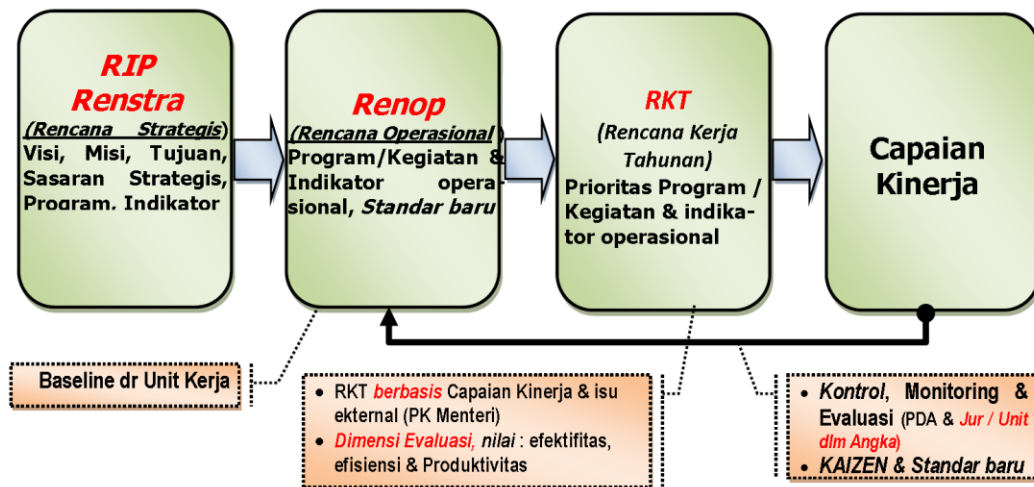 RIP
Renstra
(Rencana Strategis)
Visi, Misi, Tujuan,
Sasaran Strategis,
Program, Indikator
Renop
(Rencana Operasional)
Program/Kegiatan &
Indikator opera-
sional, Standar baru
RKT
(Rencana Kerja
Tahunan)
Prioritas Program /
Kegiatan & indika-
tor operasional
Capaian
Kinerja
Baseline dr Unit Kerja
• RKT berbasis Capaian Kinerja & isu
ekternal (PK Menteri)
• Dimensi Evaluasi, nilai : efektifitas,
efisiensi & Produktivitas
• Kontrol, Monitoring &
Evaluasi (PDA & Jur / Unit
dlm Angka)
• KAIZEN & Standar baru